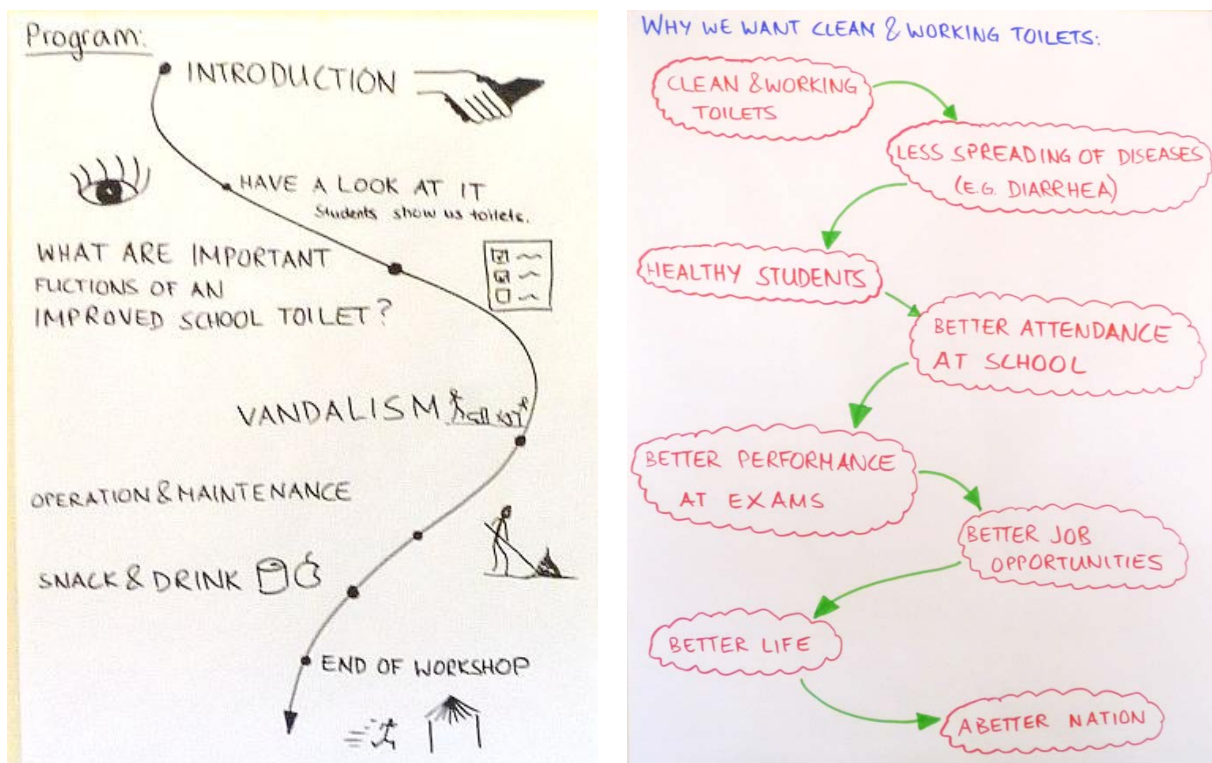 Program:
INTRODUCTION
HAVE A LOOK AT IT
Students show us toilets.
WHAT ARE IMPORTANT
FUCTIONS OF AN
IMPROVED SCHOOL TOILET?
VANDALISM
OPERATION & MAINTENANCE
SNACK & DRINK
END OF WORKSHOP
WHY WE WANT CLEAN & WORKING TOILETS:
CLEAN & WORKING
TOILETS
LESS SPREADING OF DISEASES
(E.G. DIARRHEA)
HEALTHY STUDENTS
BETTER ATTENDANCE
AT SCHOOL
BETTER PERFORMANCE
AT EXAMS
BETTER JOB
OPPORTUNITIES
BETTER LIFE
A BETTER NATION